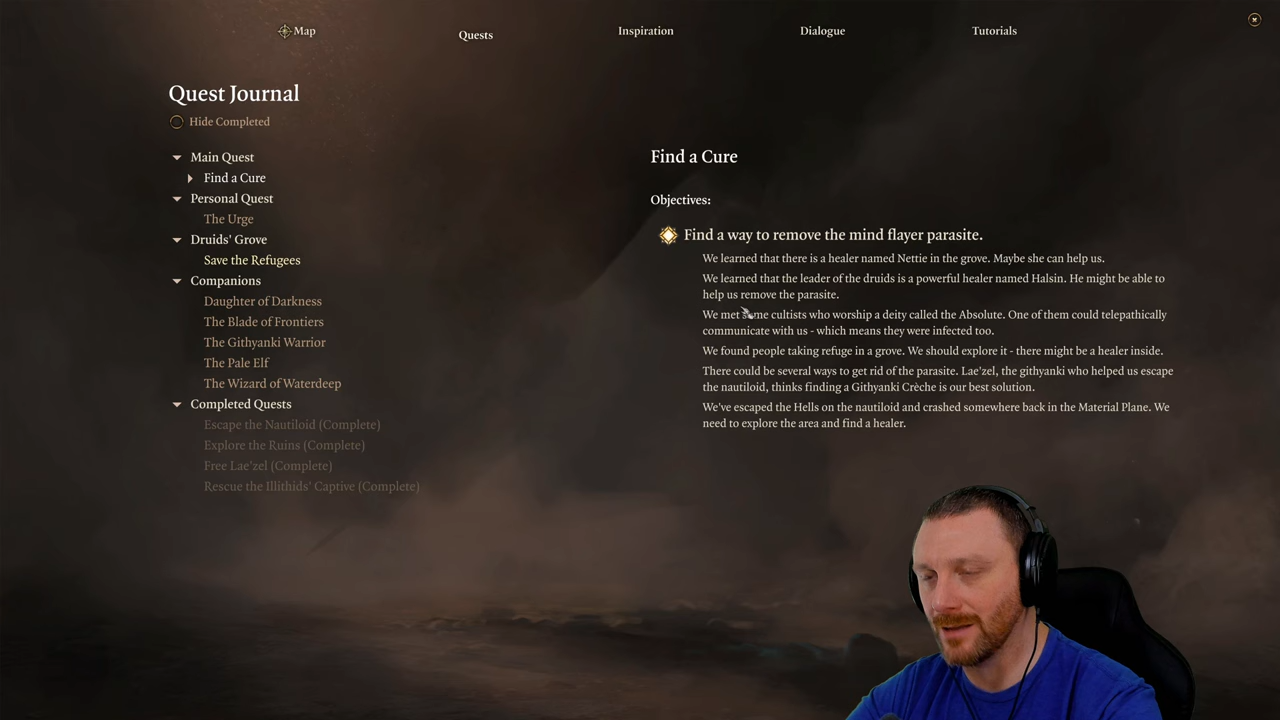 Map
Quests
Inspiration
Dialogue
Tutorials
Quest Journal
Hide Completed
Main Quest
Find a Cure
Personal Quest
The Urge
Druids' Grove
Save the Refugees
Companions
Daughter of Darkness
The Blade of Frontiers
The Githyanki Warrior
The Pale Elf
The Wizard of Waterdeep
Completed Quests
Escape the Nautiloid (Complete)
Explore the Ruins (Complete)
Free Lae'zel (Complete)
Rescue the Illithids' Captive (Complete)
Find a Cure
Objectives:
Find a way to remove the mind flayer parasite.
We learned that there is a healer named Nettie in the grove. Maybe she can help us.
We learned that the leader of the druids is a powerful healer named Halsin. He might be able to
help us remove the parasite.
We met some cultists who worship a deity called the Absolute. One of them could telepathically
communicate with us - which means they were infected too.
We found people taking refuge in a grove. We should explore it - there might be a healer inside.
There could be several ways to get rid of the parasite. Lae'zel, the githyanki who helped us escape
the nautiloid, thinks finding a Githyanki Crèche is our best solution.
We've escaped the Hells on the nautiloid and crashed somewhere back in the Material Plane. We
need to explore the area and find a healer.